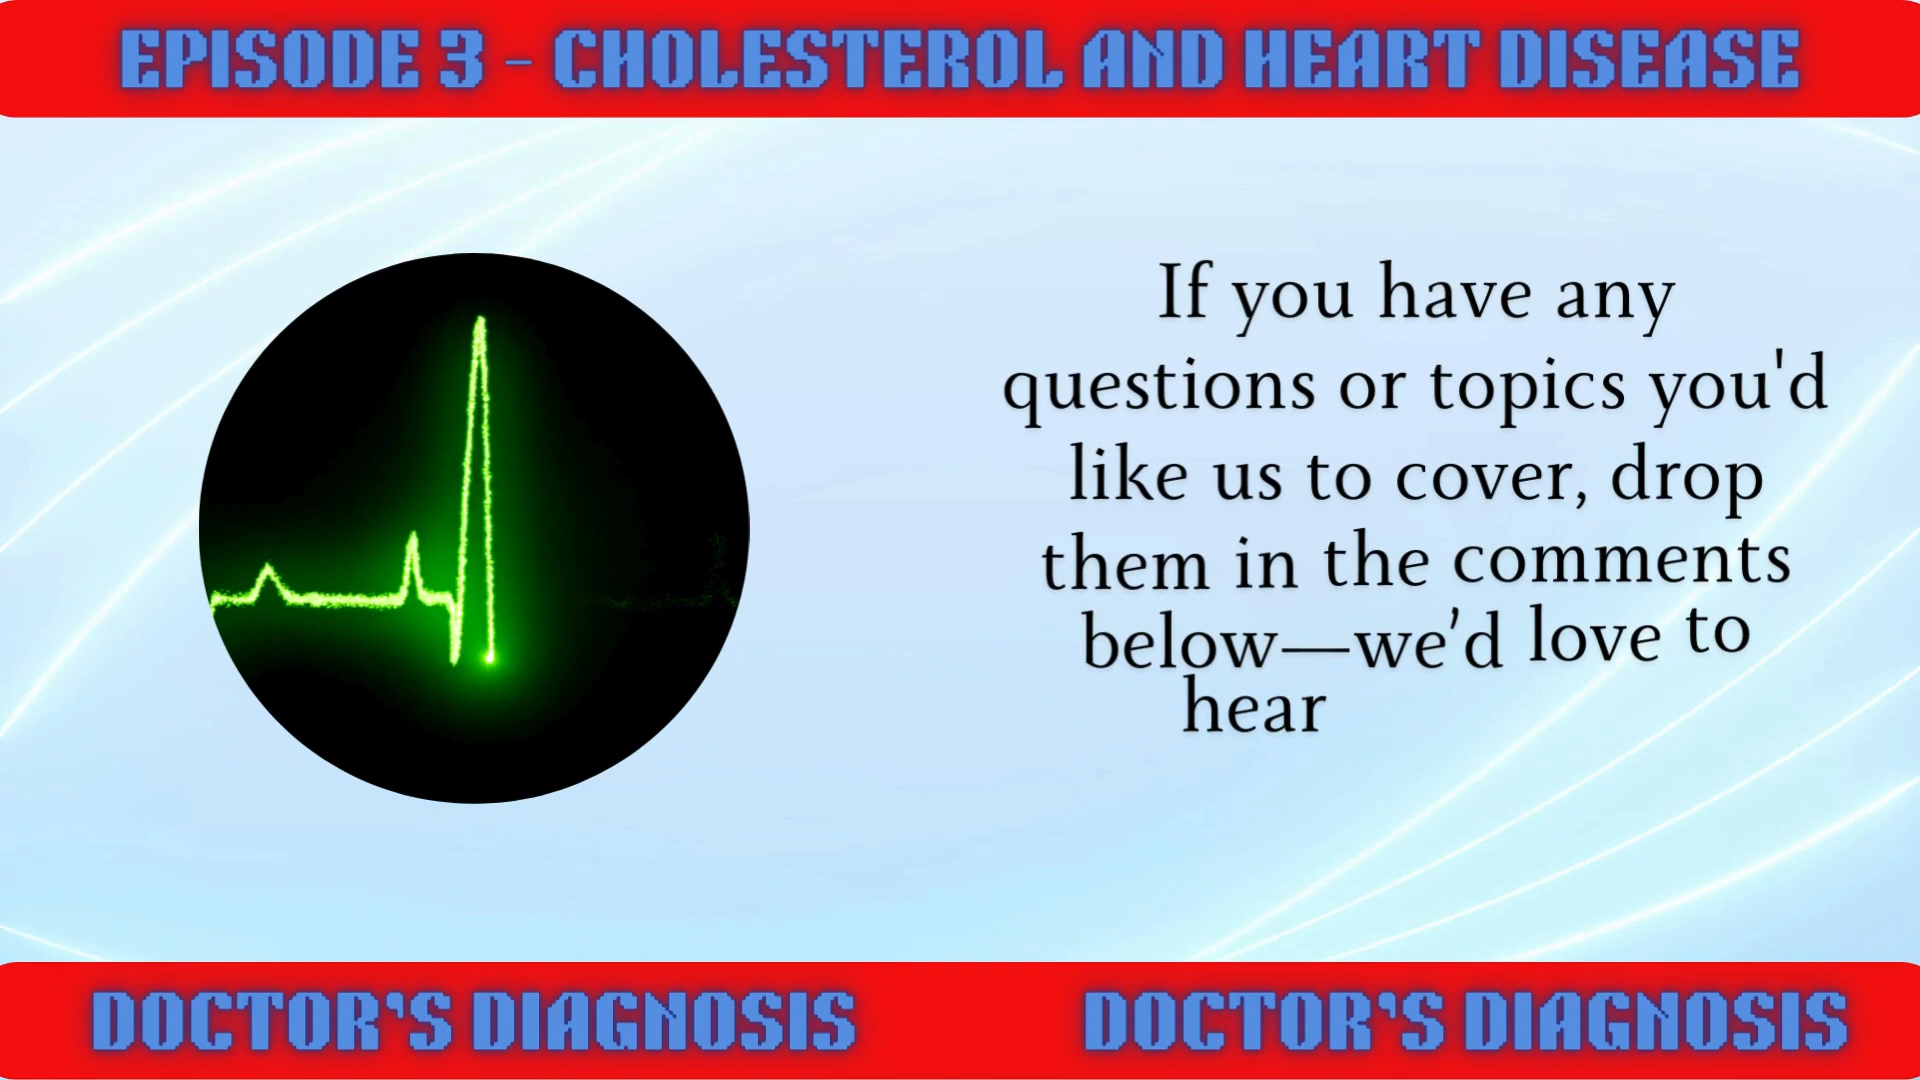 EPISODE 3 - CHOLESTEROL AND HEART DISEASE
If you have any
questions or topics you'd
like us to cover, drop
them in the comments
below—we’d love to
hear
DOCTOR'S DIAGNOSIS
DOCTOR'S DIAGNOSIS